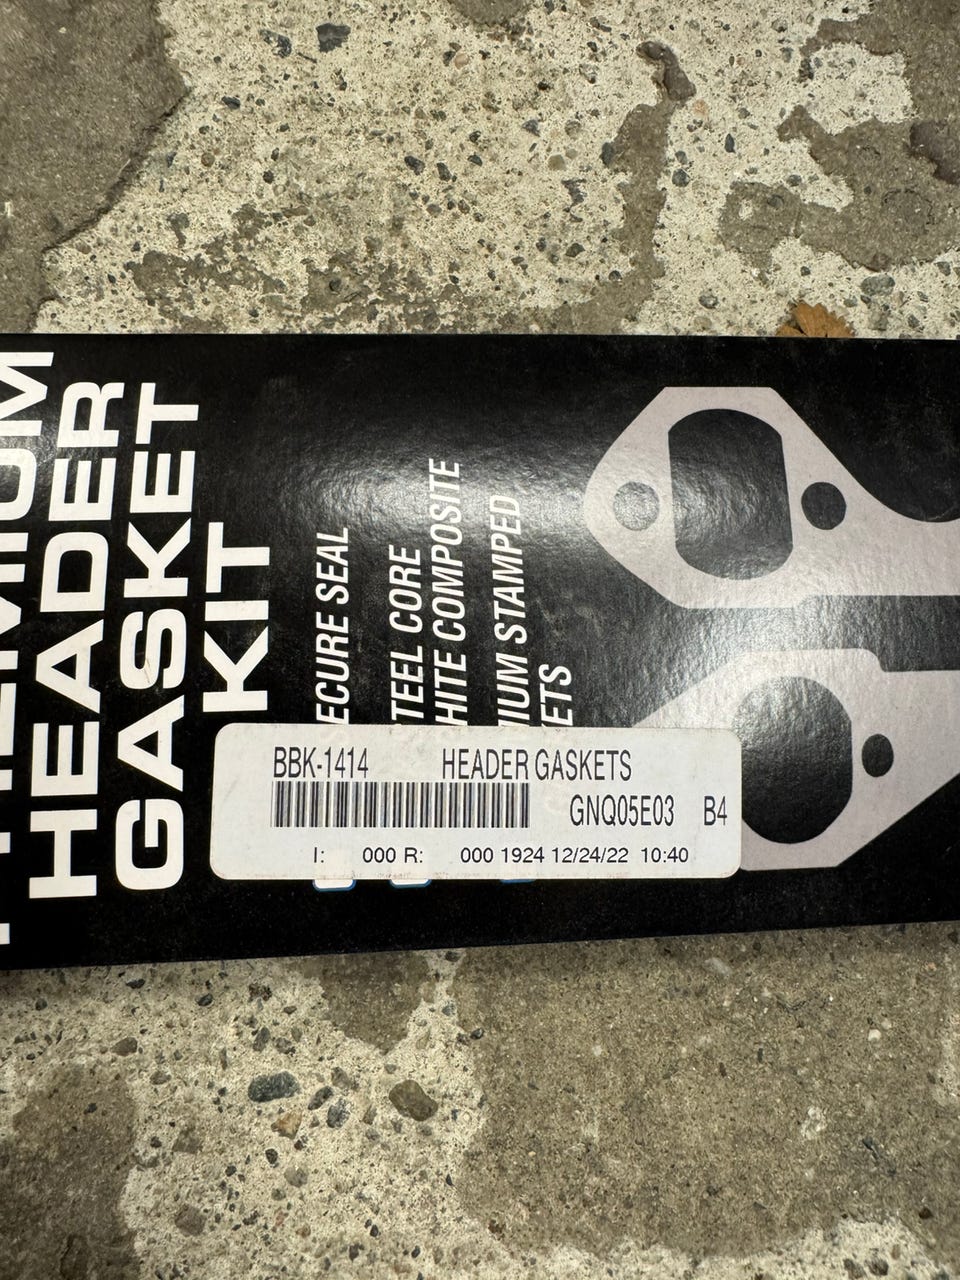 HEADER
GASKET
KIT
ECURE SEAL
TEEL CORE
HITE COMPOSITE
IUM STAMPED
ETS
BBK-1414 HEADER GASKETS
GNQ05E03 B4
I: 000 R: 000 1924 12/24/22 10:40